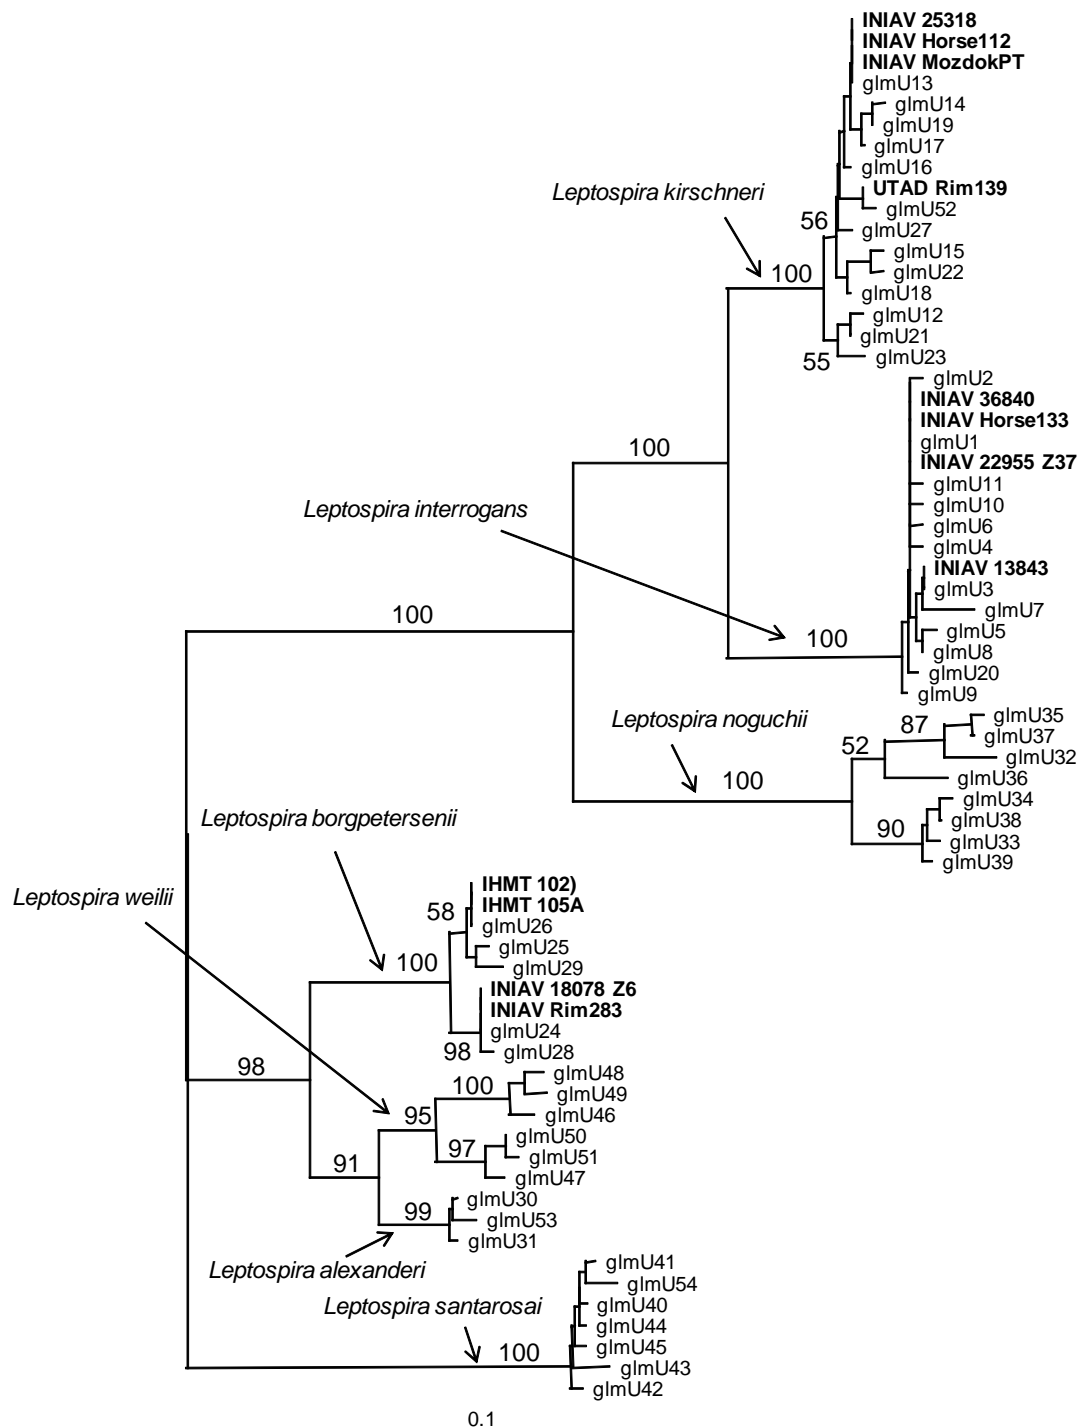 INIAV 25318
INIAV Horse112
INIAV MozdokPT
glmU13
glmU14
glmU19
glmU17
glmU16
Leptospira kirschneri
UTAD Rim139
glmU52
56
glmU27
glmU15
glmU22
100
glmU18
glmU12
glmU21
55
glmU23
glmU2
INIAV 36840
INIAV Horse133
100
glmU1
INIAV 22955 Z37
glmU11
Leptospira interrogans
glmU10
glmU6
glmU4
INIAV 13843
glmU3
glmU7
100
glmU5
100
glmU8
glmU20
glmU9
Leptospira noguchii
glmU35
87
glmU37
52
glmU32
100
glmU36
glmU34
Leptospira borgpetersenii
glmU38
90
glmU33
glmU39
IHMT 102)
Leptospira weilii
IHMT 105A
58
glmU26
glmU25
100
glmU29
INIAV 18078 Z6
INIAV Rim283
glmU24
98
glmU28
98
glmU48
100
glmU49
95
glmU46
glmU50
97
glmU51
91
glmU47
glmU30
99
glmU53
glmU31
Leptospira alexanderi
glmU41
glmU54
Leptospira santarosai
glmU40
glmU44
glmU45
100
glmU43
glmU42
0.1